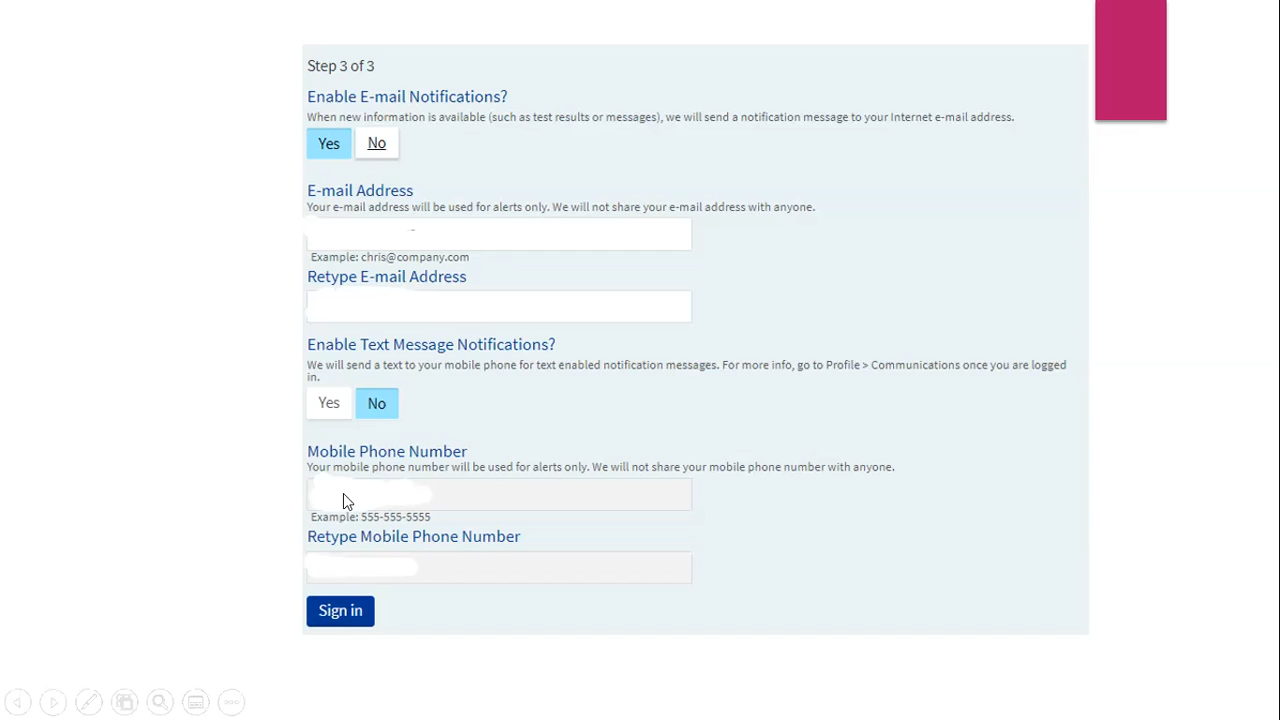 Step 3 of 3
Enable E-mail Notifications?
When new information is available (such as test results or messages), we will send a notification message to your Internet e-mail address.
Yes No
E-mail Address
Your e-mail address will be used for alerts only. We will not share your e-mail address with anyone.
Example: chris@company.com
Retype E-mail Address
Enable Text Message Notifications?
We will send a text to your mobile phone for text enabled notification messages. For more info, go to Profile > Communications once you are logged
in.
Yes No
Mobile Phone Number
Your mobile phone number will be used for alerts only. We will not share your mobile phone number with anyone.
Example: 555-555-5555
Retype Mobile Phone Number
Sign in